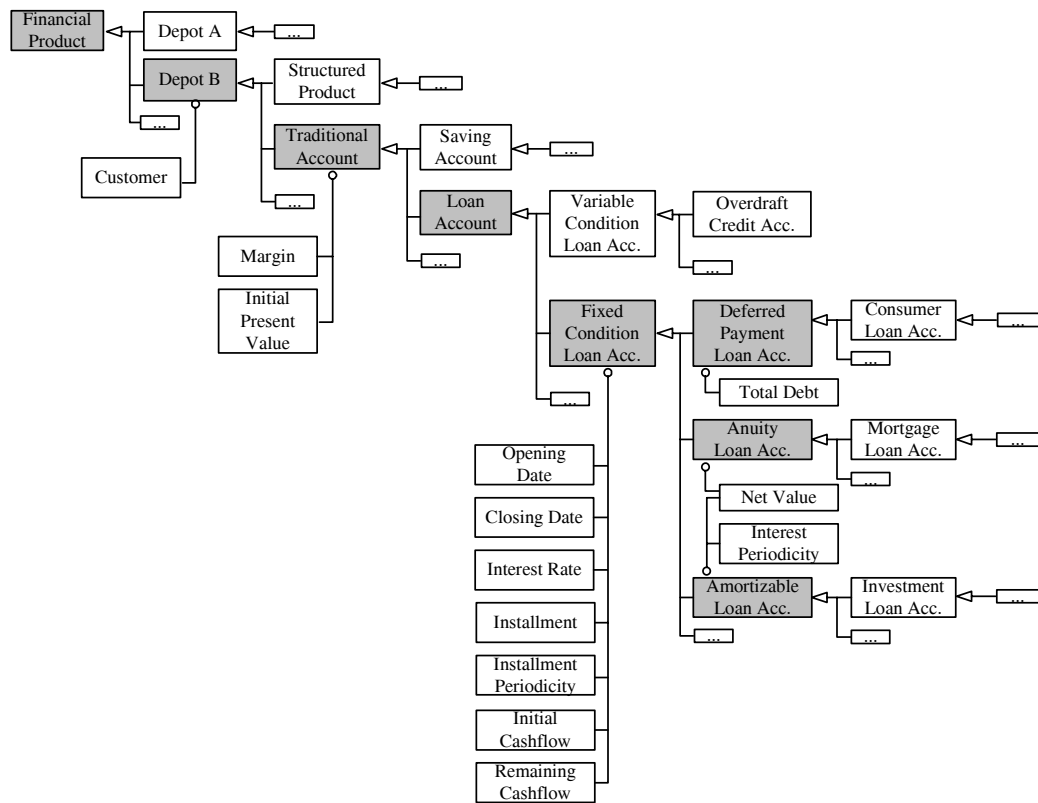 Financial
Product
Depot A
...
Depot B
Structured
Product
...
...
Customer
Traditional
Account
Saving
Account
...
...
Loan
Account
Variable
Condition
Loan Acc.
Overdraft
Credit Acc.
...
...
Margin
Initial
Present
Value
Fixed
Condition
Loan Acc.
Deferred
Payment
Loan Acc.
Consumer
Loan Acc.
...
...
Total Debt
...
Anuity
Loan Acc.
Mortgage
Loan Acc.
...
...
Net Value
Interest
Periodicity
Amortizable
Loan Acc.
Investment
Loan Acc.
...
...
...
Opening
Date
Closing Date
Interest Rate
Installment
Installment
Periodicity
Initial
Cashflow
Remaining
Cashflow